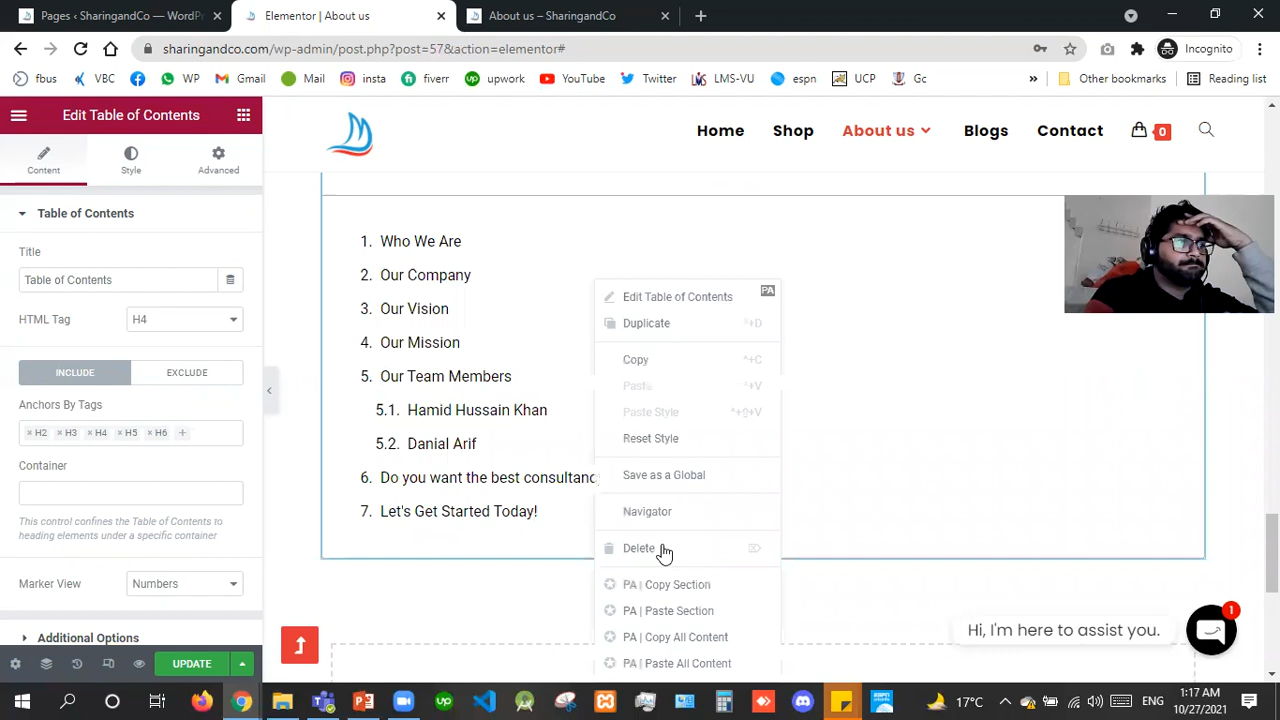 Pages ‹ SharingandCo — WordPr
Elementor | About us
About us – SharingandCo
sharingandco.com/wp-admin/post.php?post=57&action=elementor#
Incognito
fbus
VBC
WP
Gmail
Mail
insta
fiverr
upwork
YouTube
Twitter
LMS-VU
espn
UCP
Gc
»
Other bookmarks
Reading list
Edit Table of Contents
Content
Style
Advanced
Table of Contents
Title
Table of Contents
HTML Tag
H4
INCLUDE
EXCLUDE
Anchors By Tags
× H2 × H3 × H4 × H5 × H6 +
Container
This control confines the Table of Contents to
heading elements under a specific container
Marker View
Numbers
Additional Options
UPDATE
Home
Shop
About us
Blogs
Contact
0
1. Who We Are
2. Our Company
3. Our Vision
4. Our Mission
5. Our Team Members
5.1. Hamid Hussain Khan
5.2. Danial Arif
6. Do you want the best consultanc
7. Let's Get Started Today!
Edit Table of Contents
PA
Duplicate
^+D
Copy
^+C
Paste
^+V
Paste Style
^+⇧+V
Reset Style
Save as a Global
Navigator
Delete
⌦
PA | Copy Section
PA | Paste Section
PA | Copy All Content
PA | Paste All Content
Hi, I'm here to assist you.
1
17°C
ENG
1:17 AM
10/27/2021